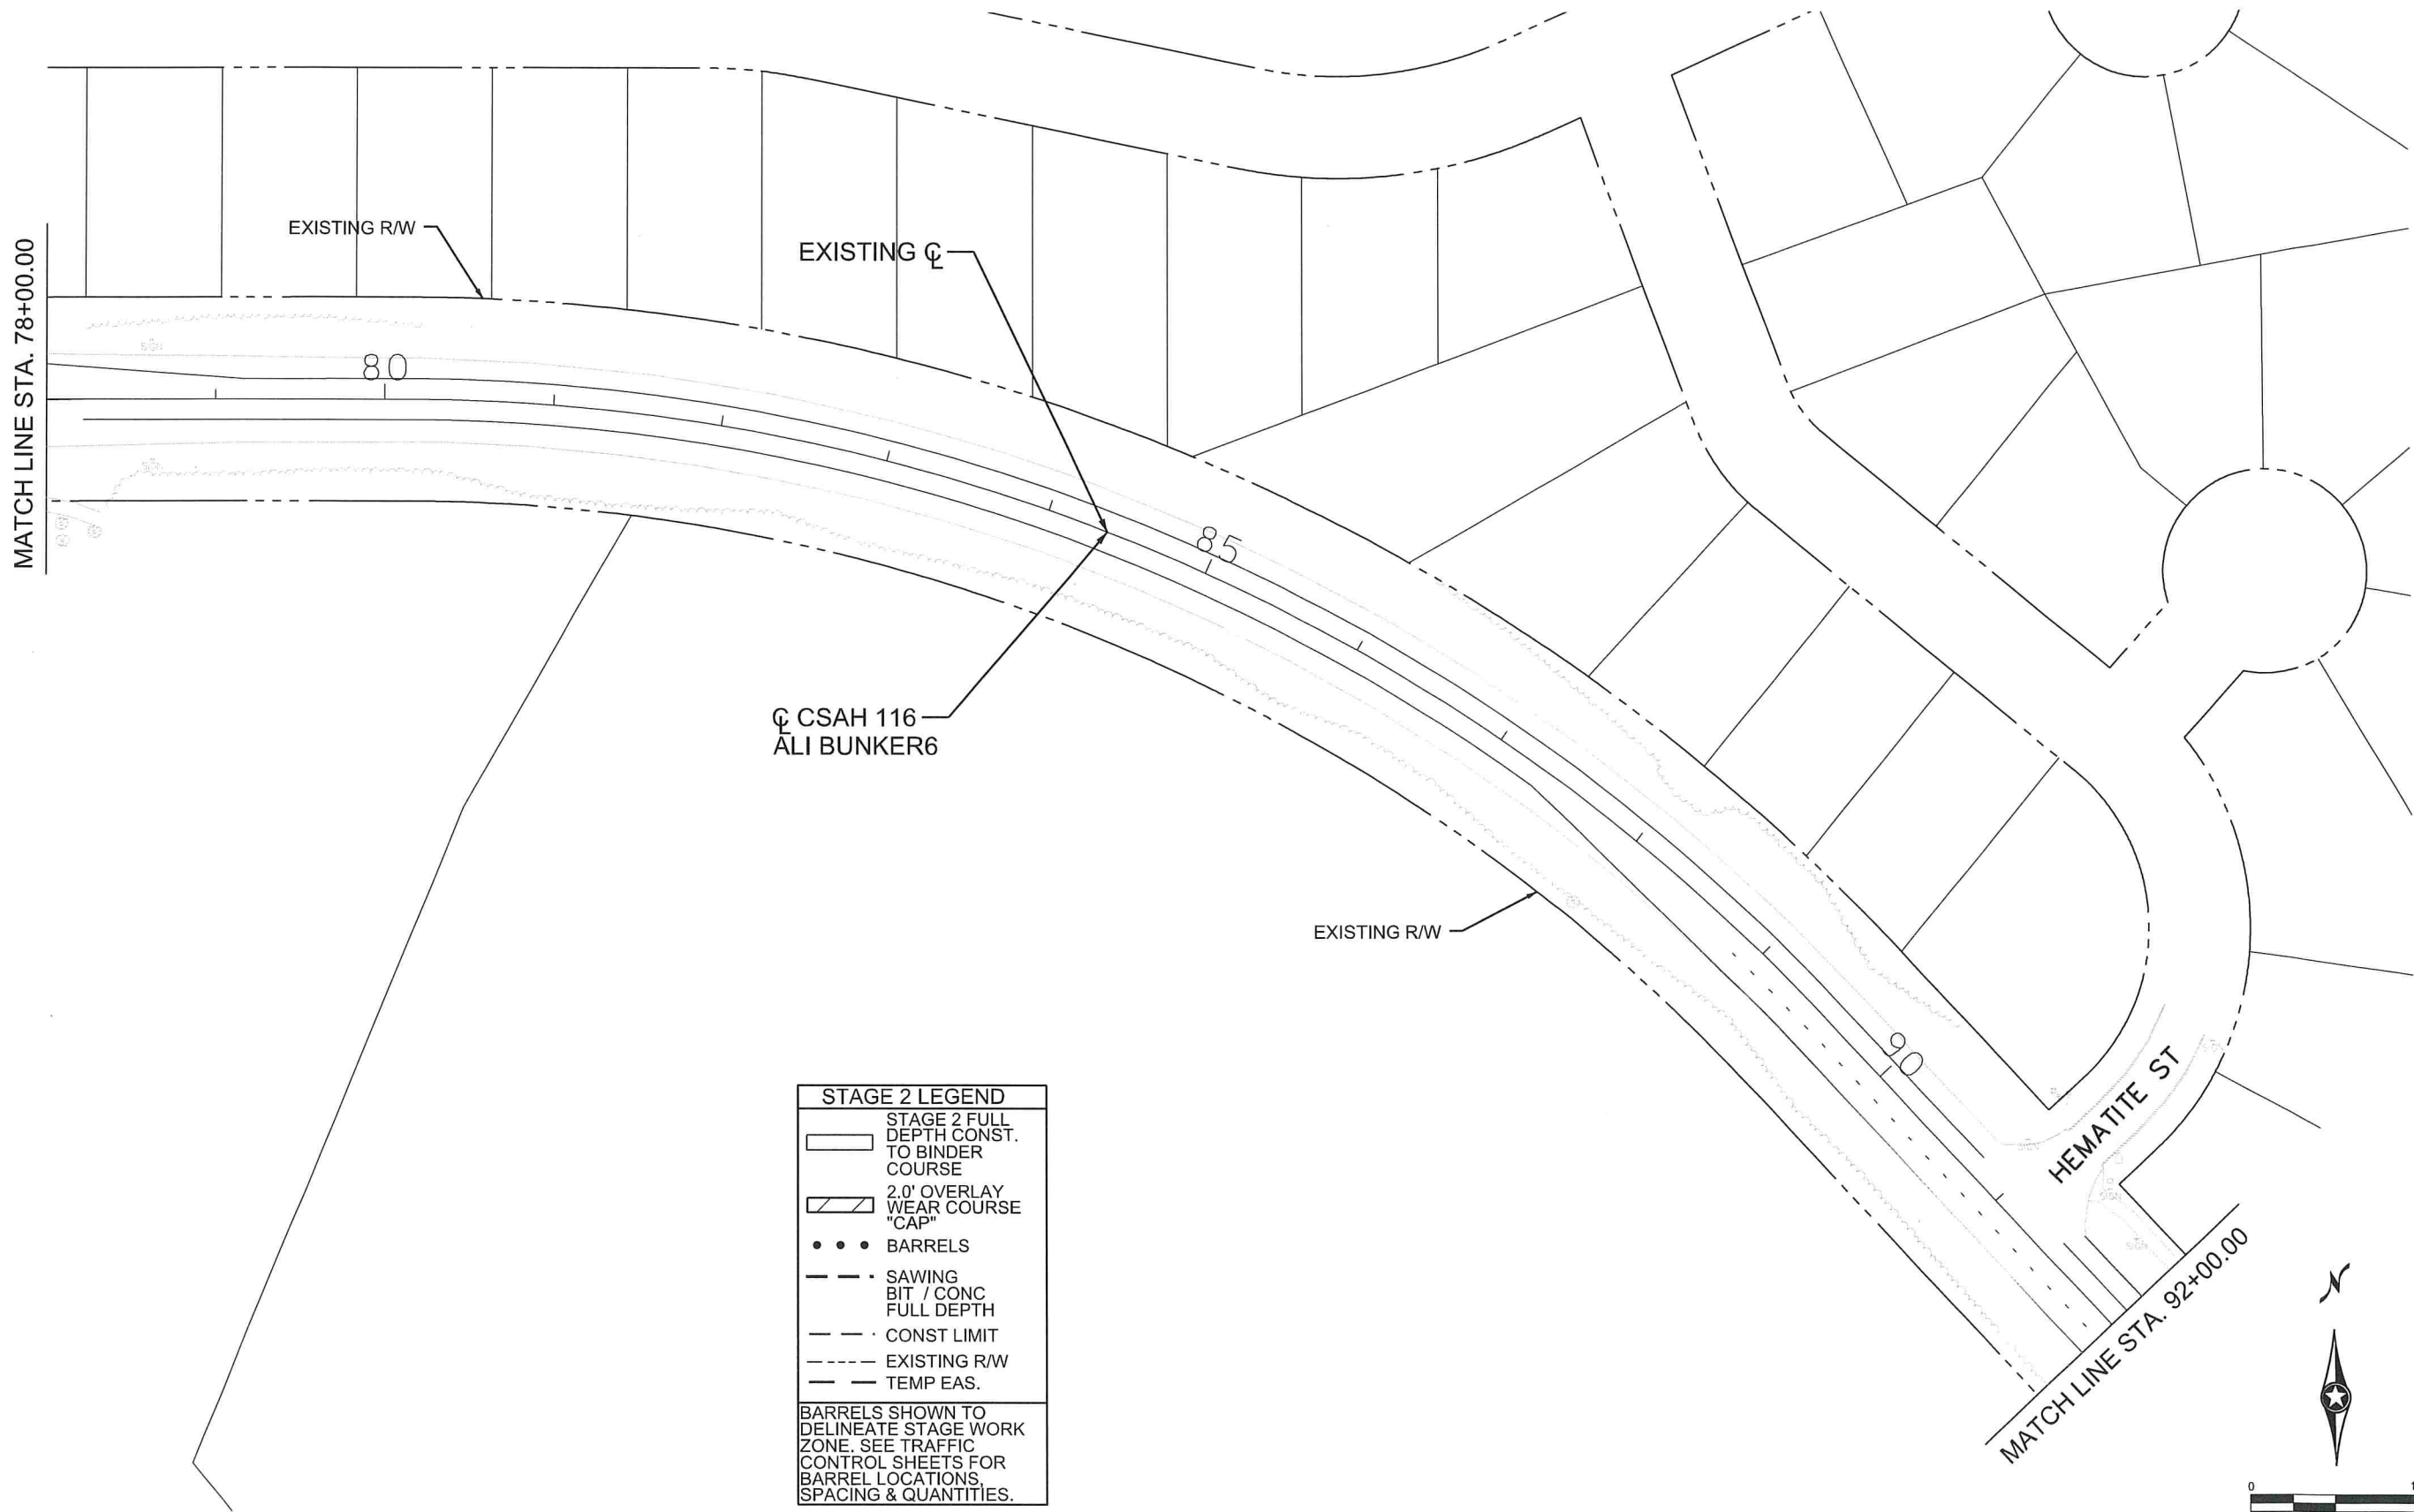 MATCH LINE STA. 78+00.00
EXISTING R/W
EXISTING ℄
80
85
℄ CSAH 116
ALI BUNKER6
EXISTING R/W
90
HEMATITE ST
SIGN
SIGN
MATCH LINE STA. 92+00.00
N
0
STAGE 2 LEGEND
STAGE 2 FULL
DEPTH CONST.
TO BINDER
COURSE
2.0' OVERLAY
WEAR COURSE
"CAP"
BARRELS
SAWING
BIT / CONC
FULL DEPTH
CONST LIMIT
EXISTING R/W
TEMP EAS.
BARRELS SHOWN TO
DELINEATE STAGE WORK
ZONE. SEE TRAFFIC
CONTROL SHEETS FOR
BARREL LOCATIONS,
SPACING & QUANTITIES.